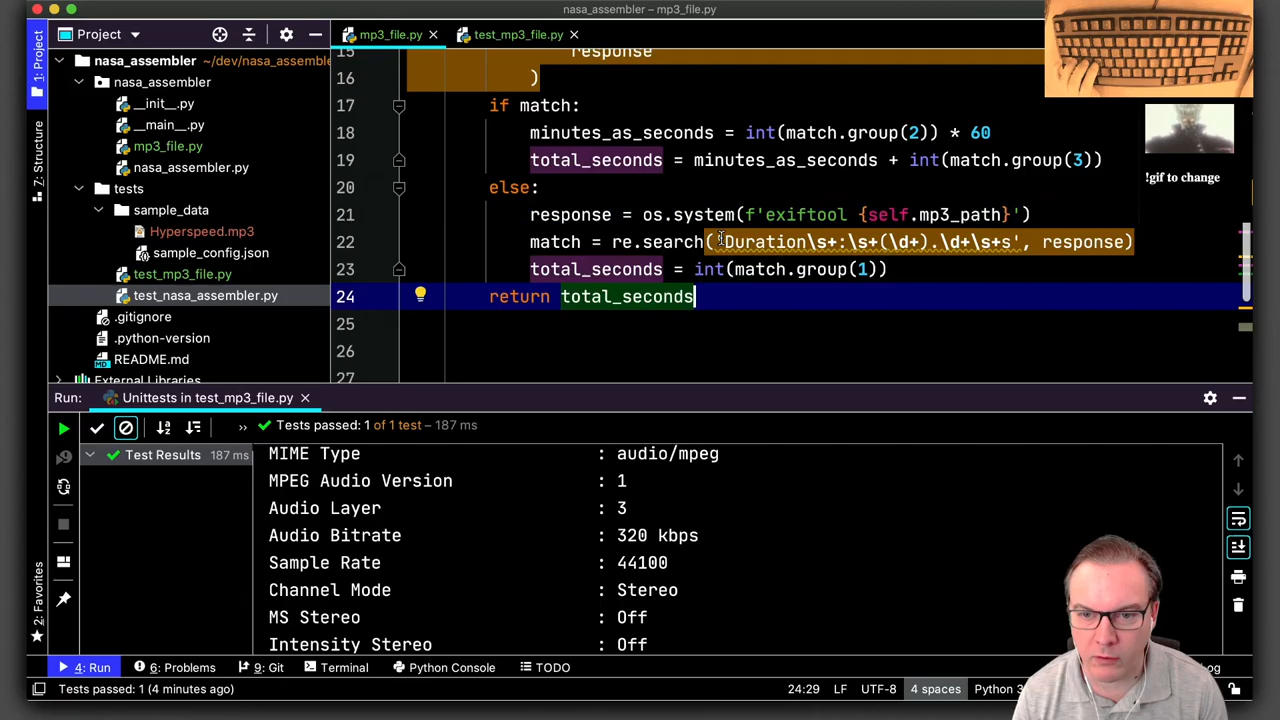 nasa_assembler – mp3_file.py
Project
mp3_file.py
test_mp3_file.py
1: Project
7: Structure
2: Favorites
nasa_assembler ~/dev/nasa_assemble
nasa_assembler
__init__.py
__main__.py
mp3_file.py
nasa_assembler.py
tests
sample_data
Hyperspeed.mp3
sample_config.json
test_mp3_file.py
test_nasa_assembler.py
.gitignore
.python-version
README.md
External Libraries
15 response
16 )
17 if match:
18 minutes_as_seconds = int(match.group(2)) * 60
19 total_seconds = minutes_as_seconds + int(match.group(3))
20 else:
21 response = os.system(f'exiftool {self.mp3_path}')
22 match = re.search('Duration\s+:\s+(\d+).\d+\s+s', response)
23 total_seconds = int(match.group(1))
24 return total_seconds
25
26
27
!gif to change
Run: Unittests in test_mp3_file.py
» Tests passed: 1 of 1 test – 187 ms
Test Results 187 ms
MIME Type : audio/mpeg
MPEG Audio Version : 1
Audio Layer : 3
Audio Bitrate : 320 kbps
Sample Rate : 44100
Channel Mode : Stereo
MS Stereo : Off
Intensity Stereo : Off
4: Run 6: Problems 9: Git Terminal Python Console TODO
Tests passed: 1 (4 minutes ago) 24:29 LF UTF-8 4 spaces Python 3